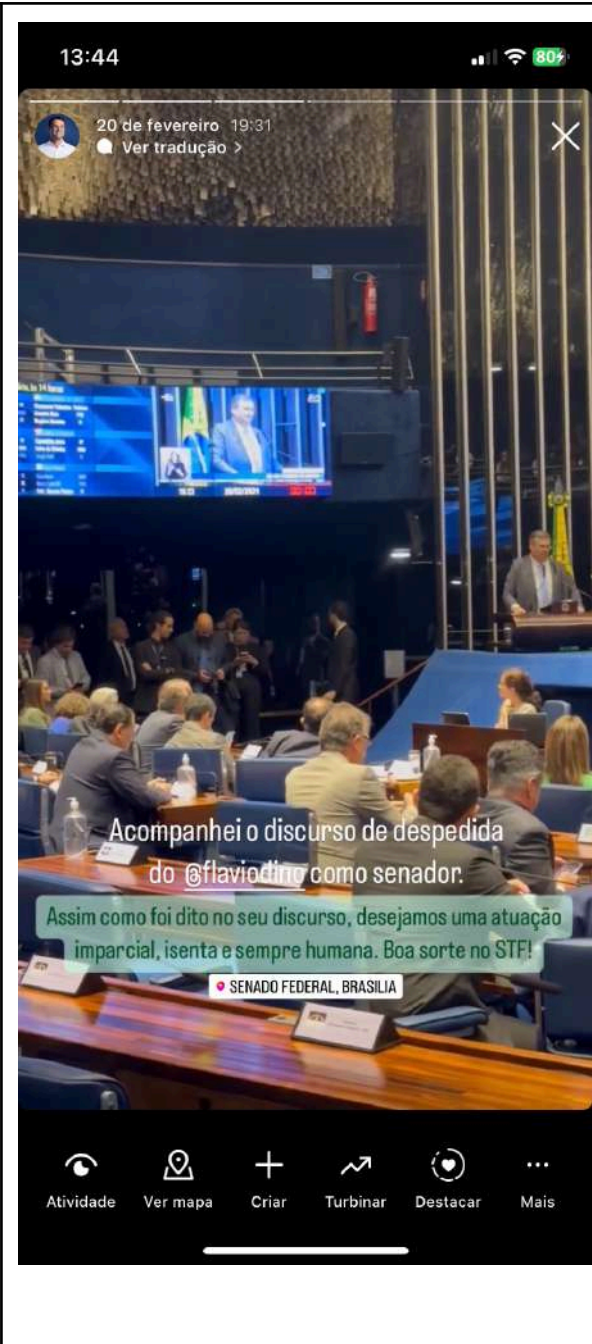 13:44
80
20 de fevereiro 19:31
Ver tradução >
Acompanhei o discurso de despedida
do @flaviodino como senador.
Assim como foi dito no seu discurso, desejamos uma atuação
imparcial, isenta e sempre humana. Boa sorte no STF!
SENADO FEDERAL, BRASILIA
Atividade
Ver mapa
Criar
Turbinar
Destacar
Mais